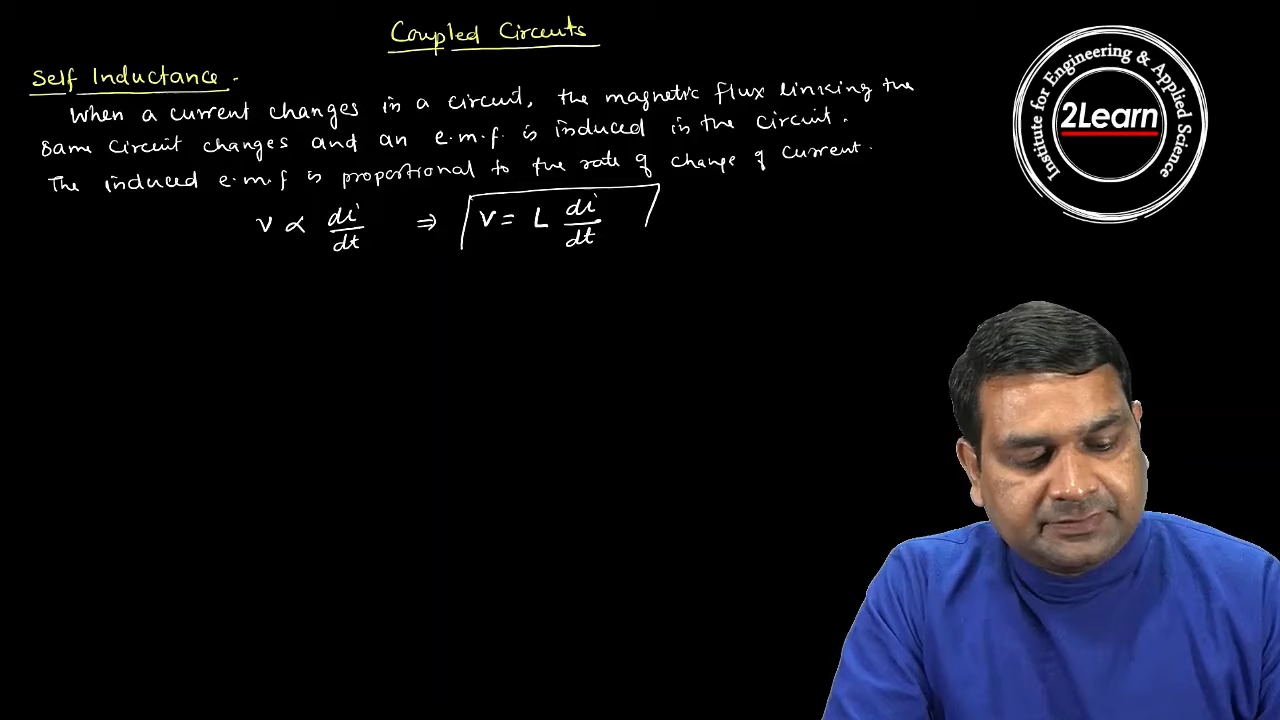 Coupled Circuits
Self Inductance.
When a current changes in a circuit, the magnetic flux linking the
same circuit changes and an e.m.f. is induced in the circuit.
The induced e.m.f is proportional to the rate of change of current.
v ∝ di/dt ⇒ v = L di/dt
Institute for Engineering & Applied Science
2Learn